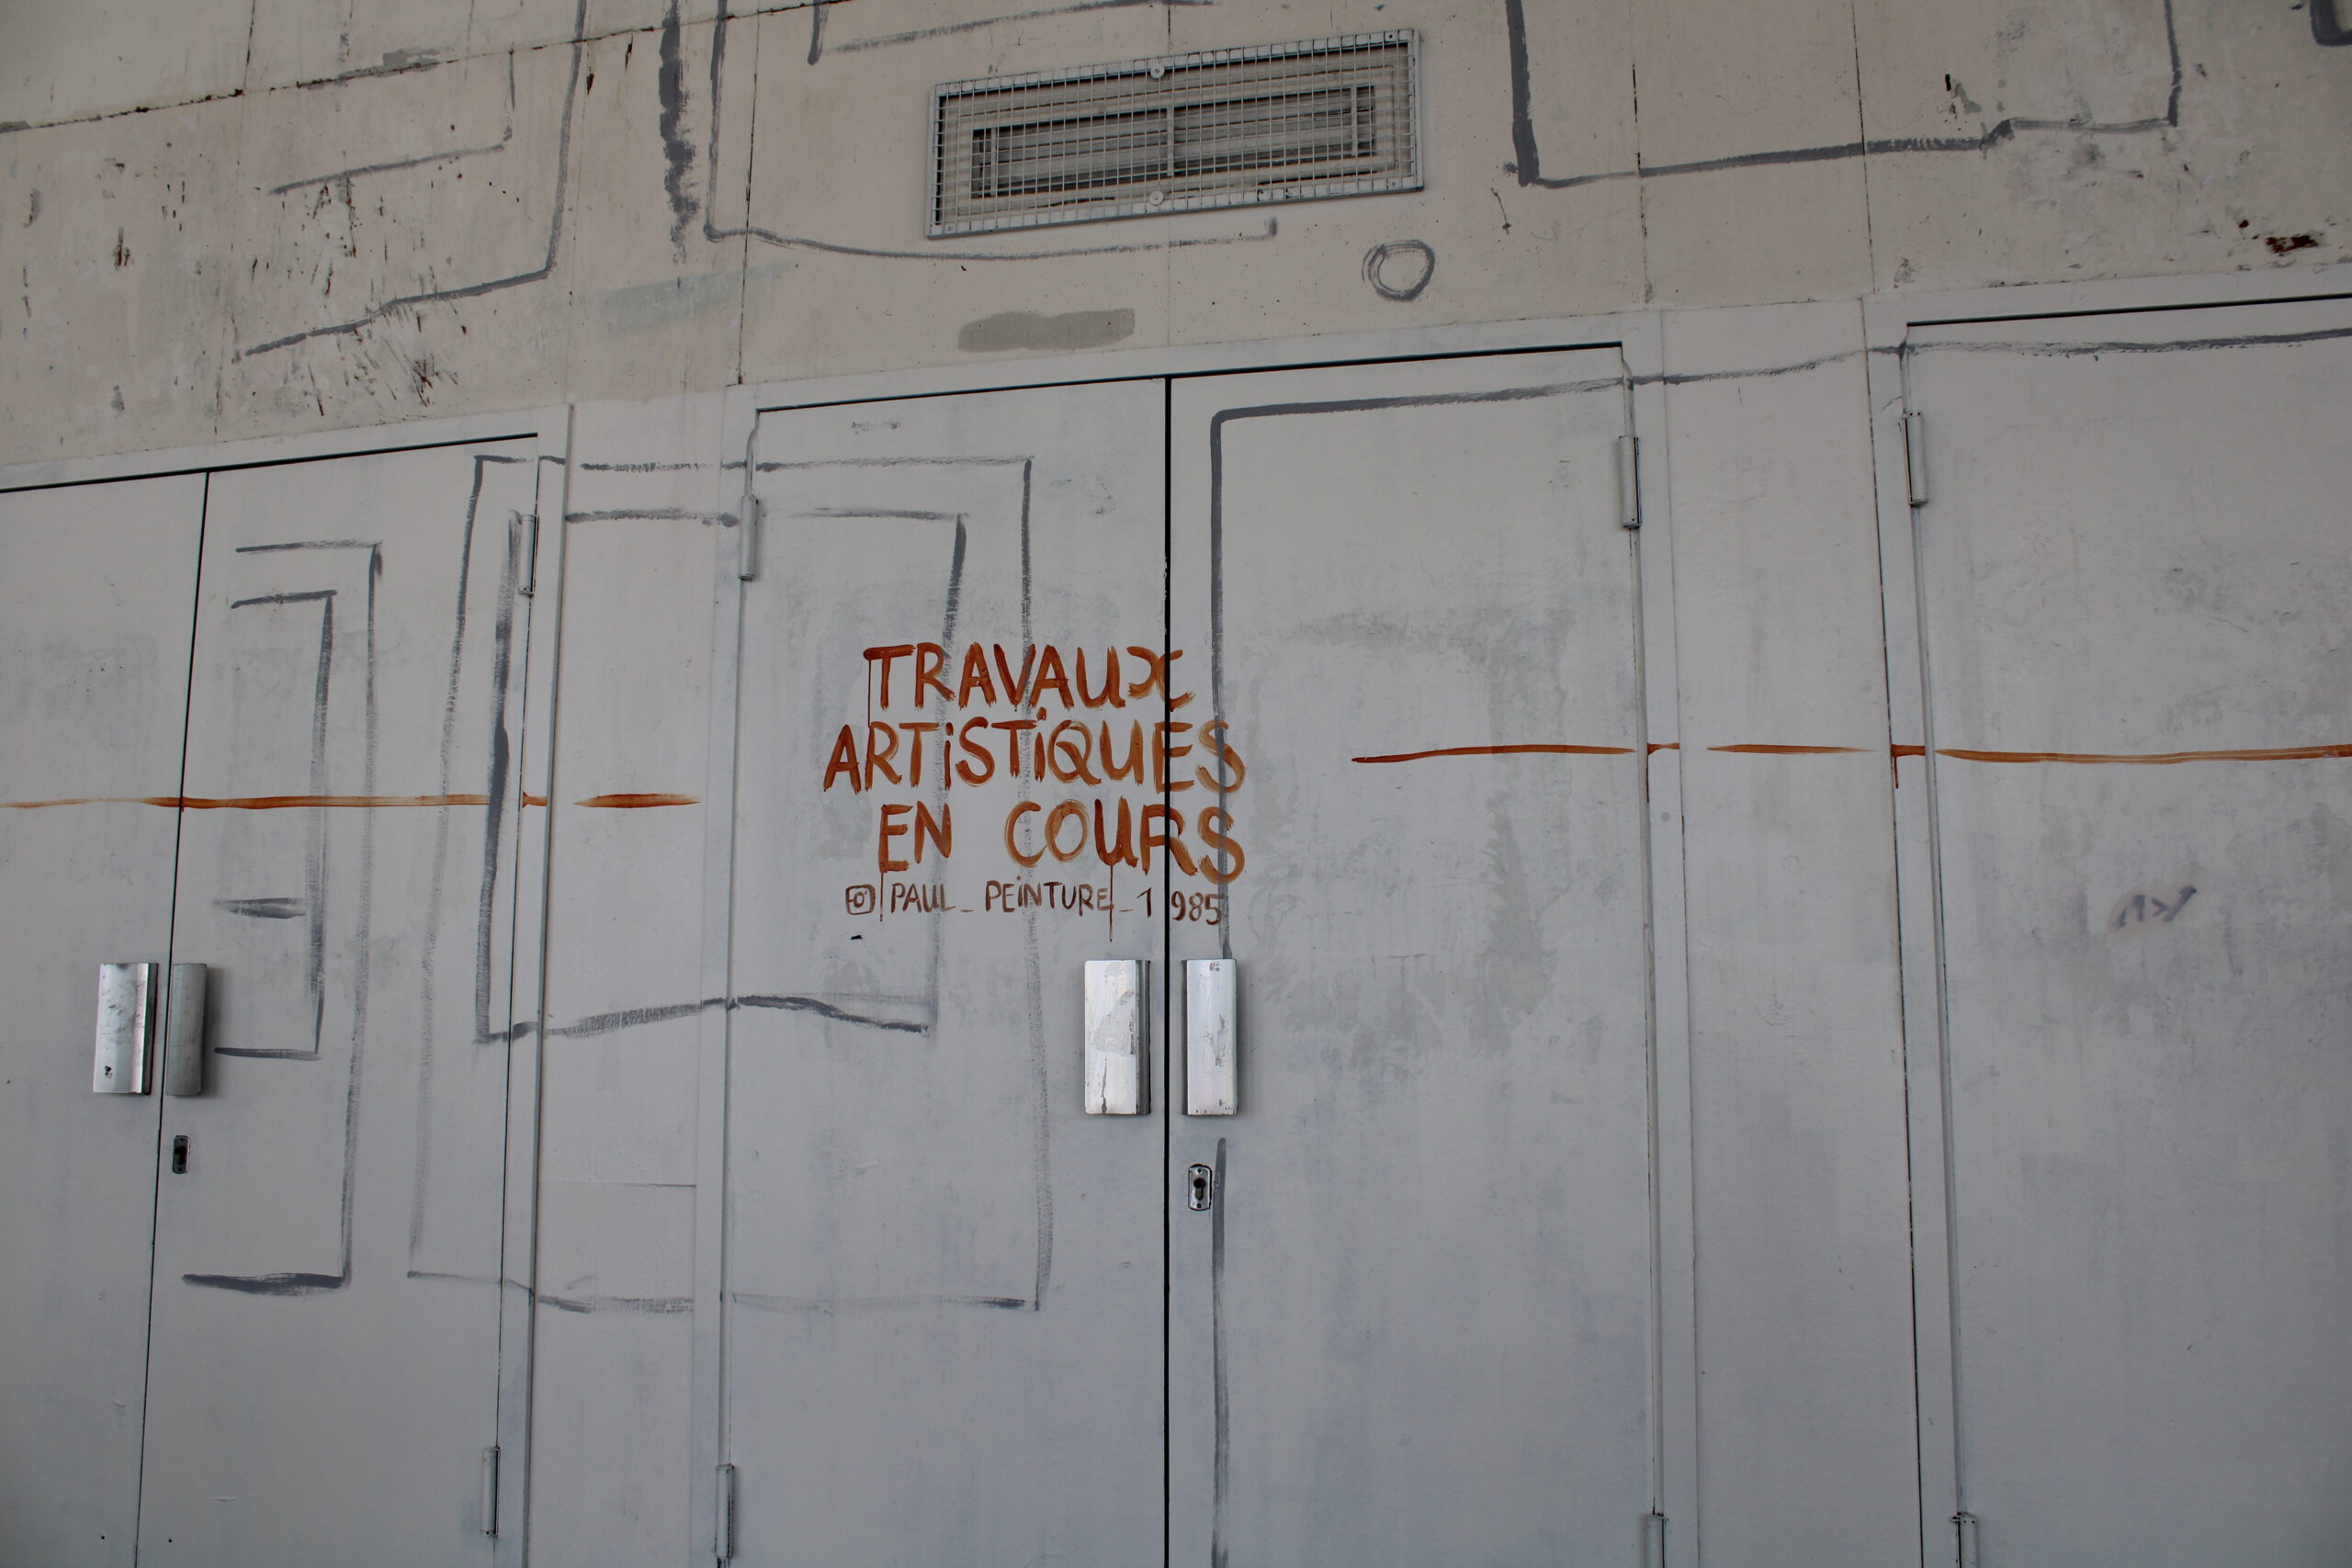 TRAVAUX
ARTiSTiQUES
EN COURS
PAUL_PEiNTURE_1985